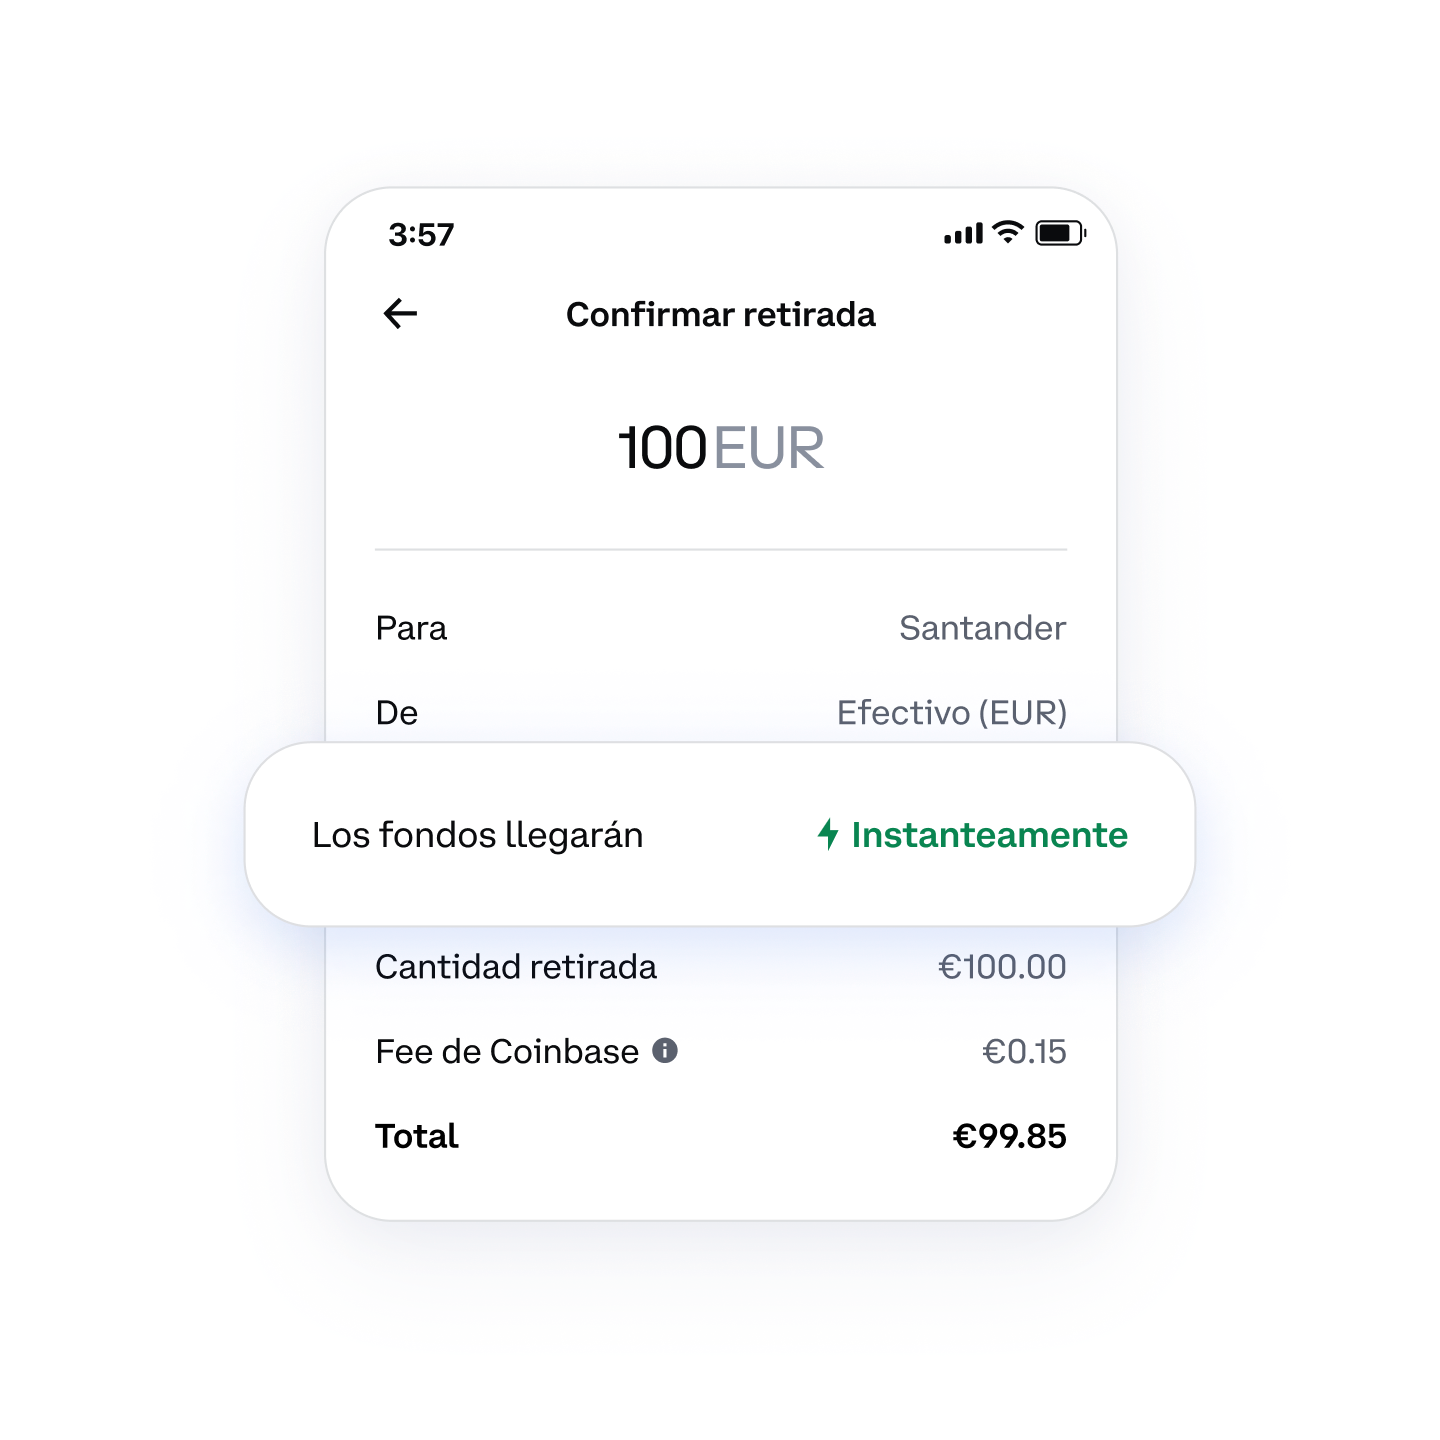 3:57
Confirmar retirada
100 EUR
Para Santander
De Efectivo (EUR)
Los fondos llegarán Instanteamente
Cantidad retirada €100.00
Fee de Coinbase €0.15
Total €99.85